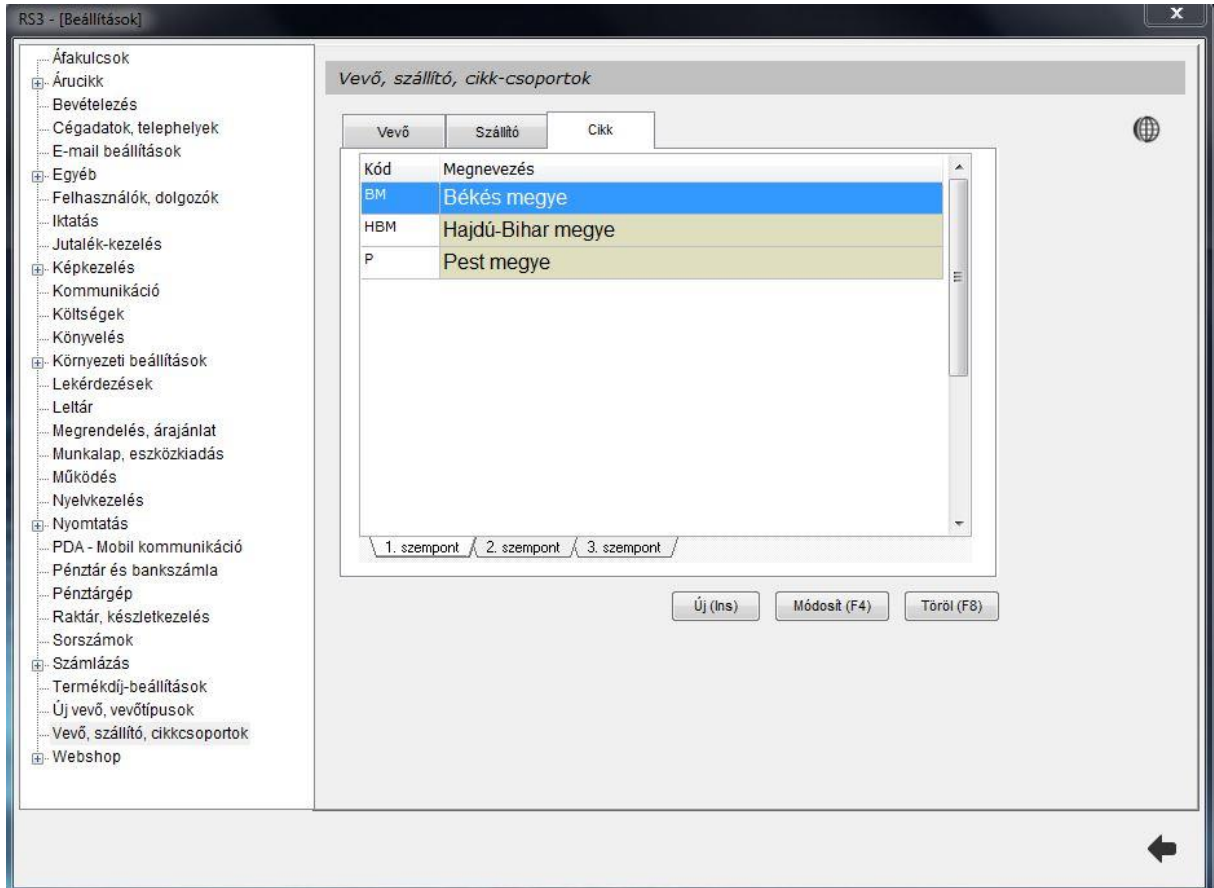 RS3 - [Beállítások]
x
Áfakulcsok
Árucikk
Bevételezés
Cégadatok, telephelyek
E-mail beállítások
Egyéb
Felhasználók, dolgozók
Iktatás
Jutalék-kezelés
Képkezelés
Kommunikáció
Költségek
Könyvelés
Környezeti beállítások
Lekérdezések
Leltár
Megrendelés, árajánlat
Munkalap, eszközkiadás
Működés
Nyelvkezelés
Nyomtatás
PDA - Mobil kommunikáció
Pénztár és bankszámla
Pénztárgép
Raktár, készletkezelés
Sorszámok
Számlázás
Termékdíj-beállítások
Új vevő, vevőtípusok
Vevő, szállító, cikkcsoportok
Webshop
Vevő, szállító, cikk-csoportok
Vevő Szállító Cikk
Kód Megnevezés
BM Békés megye
HBM Hajdú-Bihar megye
P Pest megye
1. szempont 2. szempont 3. szempont
Új (Ins) Módosít (F4) Töröl (F8)